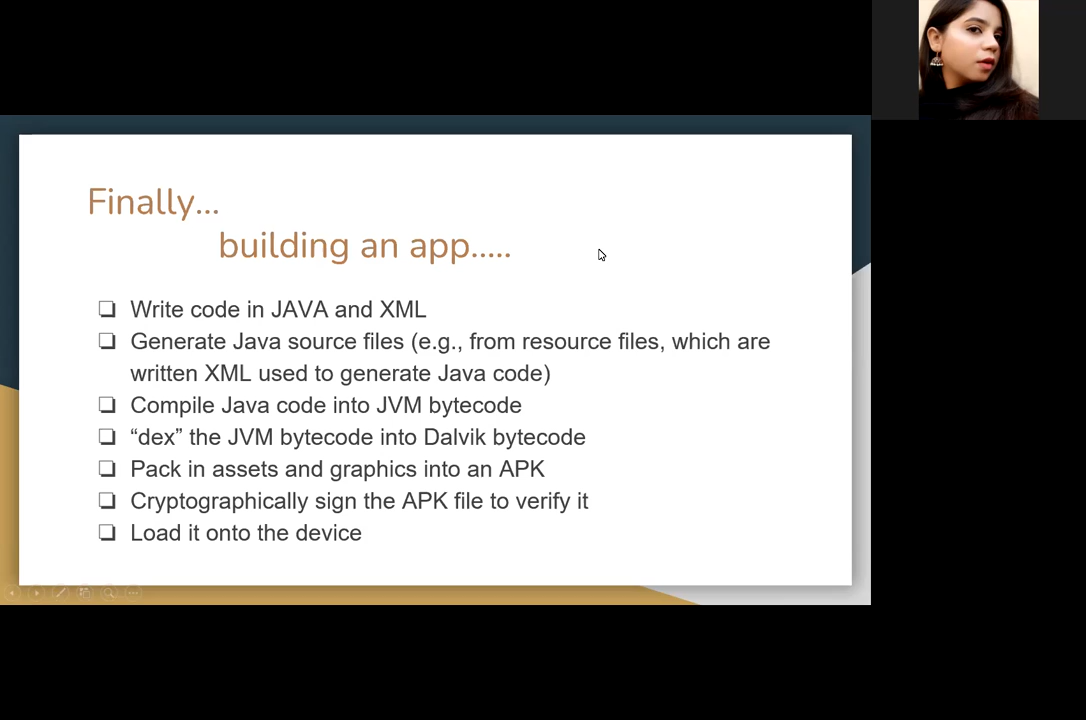 Finally...
building an app.....
❏ Write code in JAVA and XML
❏ Generate Java source files (e.g., from resource files, which are
written XML used to generate Java code)
❏ Compile Java code into JVM bytecode
❏ “dex” the JVM bytecode into Dalvik bytecode
❏ Pack in assets and graphics into an APK
❏ Cryptographically sign the APK file to verify it
❏ Load it onto the device